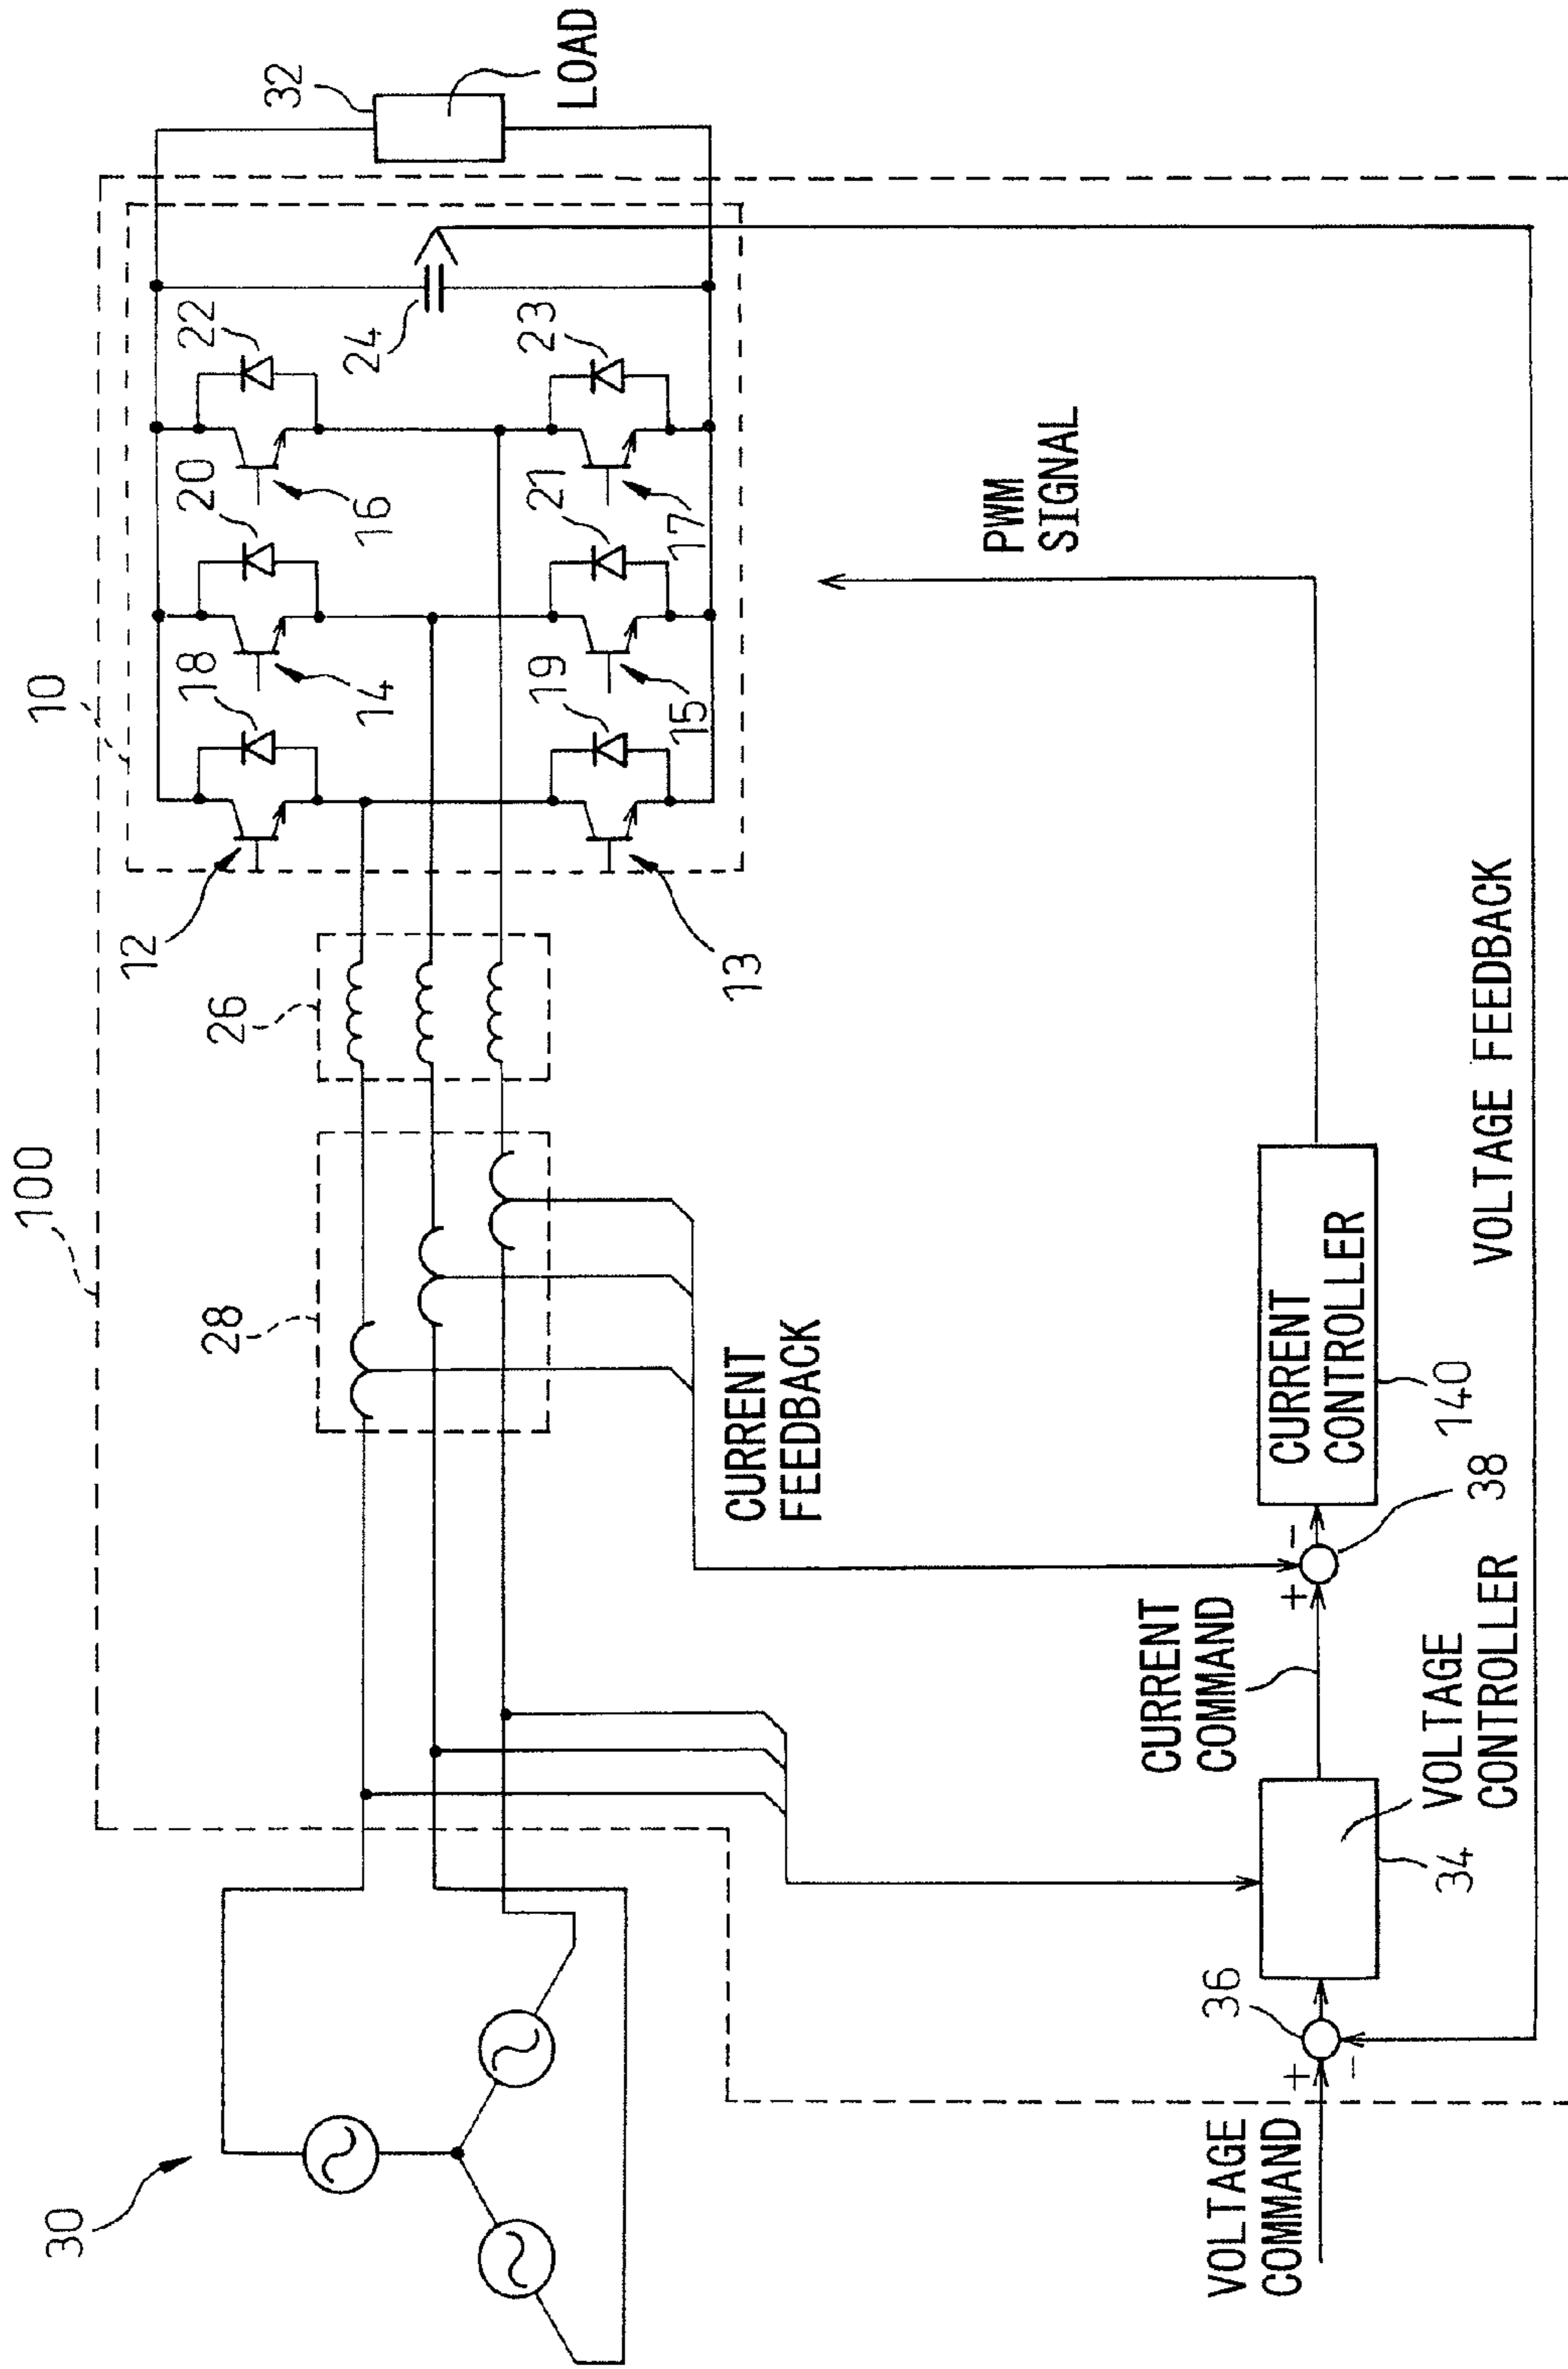 100
10
30
28
26
12
18
14
20
16
22
24
32
LOAD
13
19
15
21
17
23
CURRENT
FEEDBACK
PWM
SIGNAL
VOLTAGE
COMMAND
+
-
36
34
VOLTAGE
CONTROLLER
CURRENT
COMMAND
+
-
38
CURRENT
CONTROLLER
140
VOLTAGE FEEDBACK